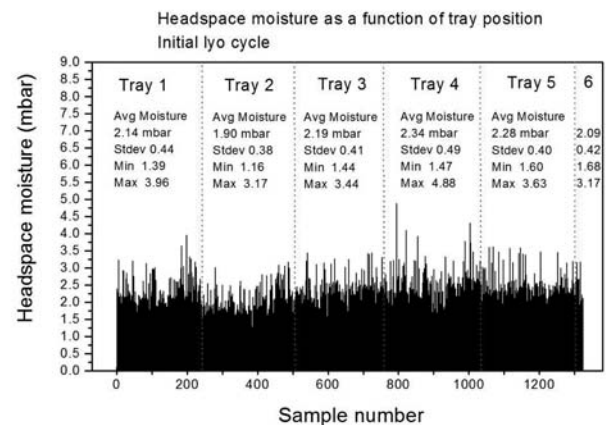 Headspace moisture as a function of tray position
Initial lyo cycle
Headspace moisture (mbar)
9.0
8.5
8.0
7.5
7.0
6.5
6.0
5.5
5.0
4.5
4.0
3.5
3.0
2.5
2.0
1.5
1.0
0.5
0.0
Tray 1 Tray 2 Tray 3 Tray 4 Tray 5 6
Avg Moisture Avg Moisture Avg Moisture Avg Moisture Avg Moisture
2.14 mbar 1.90 mbar 2.19 mbar 2.34 mbar 2.28 mbar 2.09
Stdev 0.44 Stdev 0.38 Stdev 0.41 Stdev 0.49 Stdev 0.40 0.42
Min 1.39 Min 1.16 Min 1.44 Min 1.47 Min 1.60 1.68
Max 3.96 Max 3.17 Max 3.44 Max 4.88 Max 3.63 3.17
0 200 400 600 800 1000 1200
Sample number